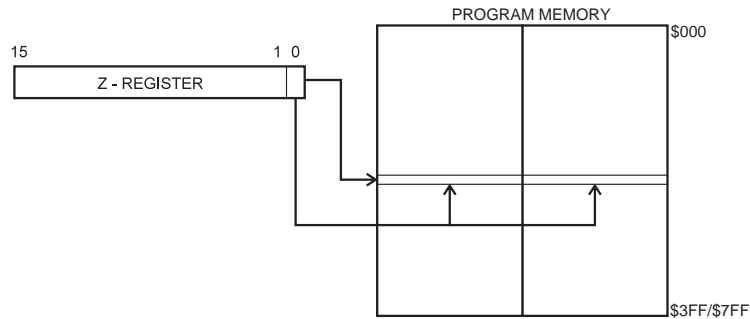 PROGRAM MEMORY
$000
15 1 0
Z - REGISTER
$3FF/$7FF